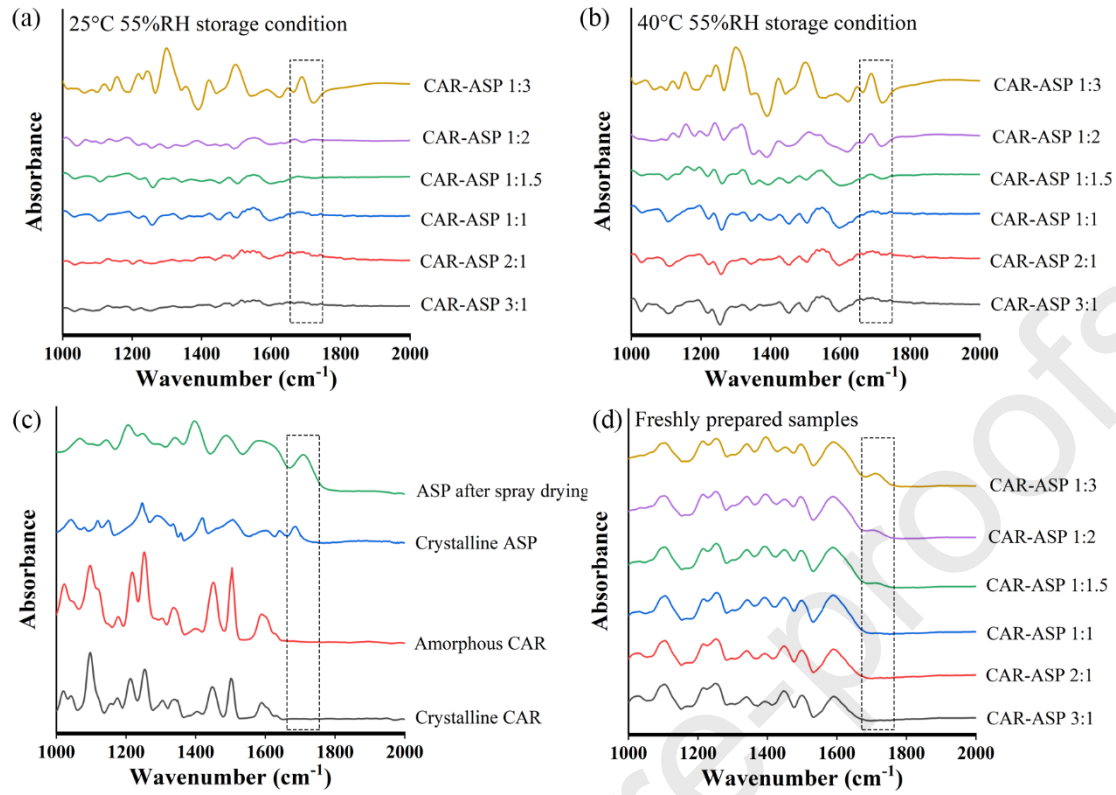 (a) 25°C 55%RH storage condition
CAR-ASP 1:3
CAR-ASP 1:2
CAR-ASP 1:1.5
CAR-ASP 1:1
CAR-ASP 2:1
CAR-ASP 3:1
Absorbance
1000 1200 1400 1600 1800 2000
Wavenumber (cm⁻¹)
(b) 40°C 55%RH storage condition
CAR-ASP 1:3
CAR-ASP 1:2
CAR-ASP 1:1.5
CAR-ASP 1:1
CAR-ASP 2:1
CAR-ASP 3:1
Absorbance
1000 1200 1400 1600 1800 2000
Wavenumber (cm⁻¹)
(c)
ASP after spray drying
Crystalline ASP
Amorphous CAR
Crystalline CAR
Absorbance
1000 1200 1400 1600 1800 2000
Wavenumber (cm⁻¹)
(d) Freshly prepared samples
CAR-ASP 1:3
CAR-ASP 1:2
CAR-ASP 1:1.5
CAR-ASP 1:1
CAR-ASP 2:1
CAR-ASP 3:1
Absorbance
1000 1200 1400 1600 1800 2000
Wavenumber (cm⁻¹)
e-proofs